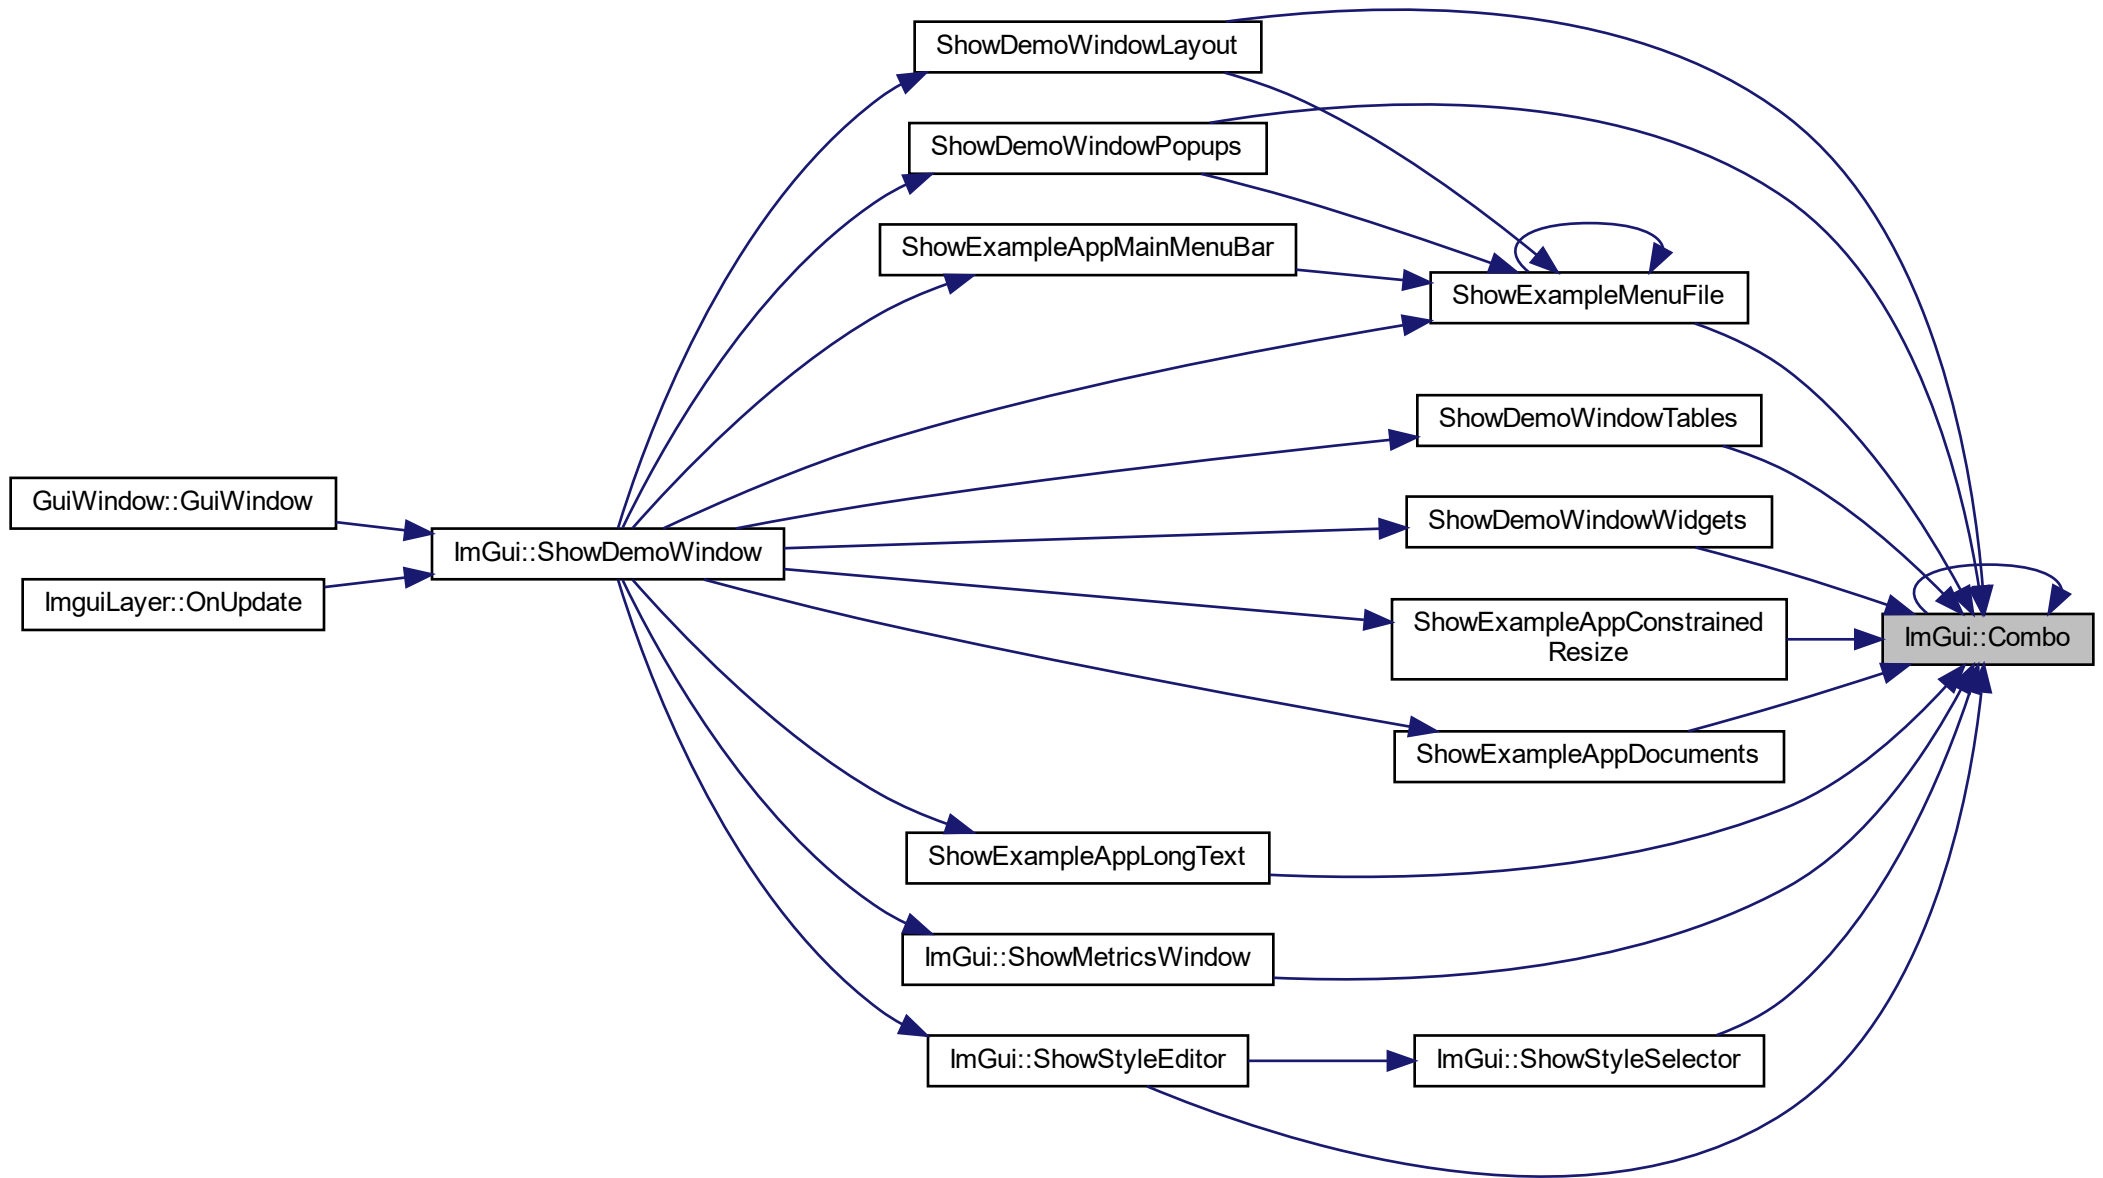 ShowDemoWindowLayout
ShowDemoWindowPopups
ShowExampleAppMainMenuBar
ShowExampleMenuFile
ShowDemoWindowTables
GuiWindow::GuiWindow
ShowDemoWindowWidgets
ImGui::ShowDemoWindow
ImguiLayer::OnUpdate
ShowExampleAppConstrained
Resize
ImGui::Combo
ShowExampleAppDocuments
ShowExampleAppLongText
ImGui::ShowMetricsWindow
ImGui::ShowStyleEditor
ImGui::ShowStyleSelector